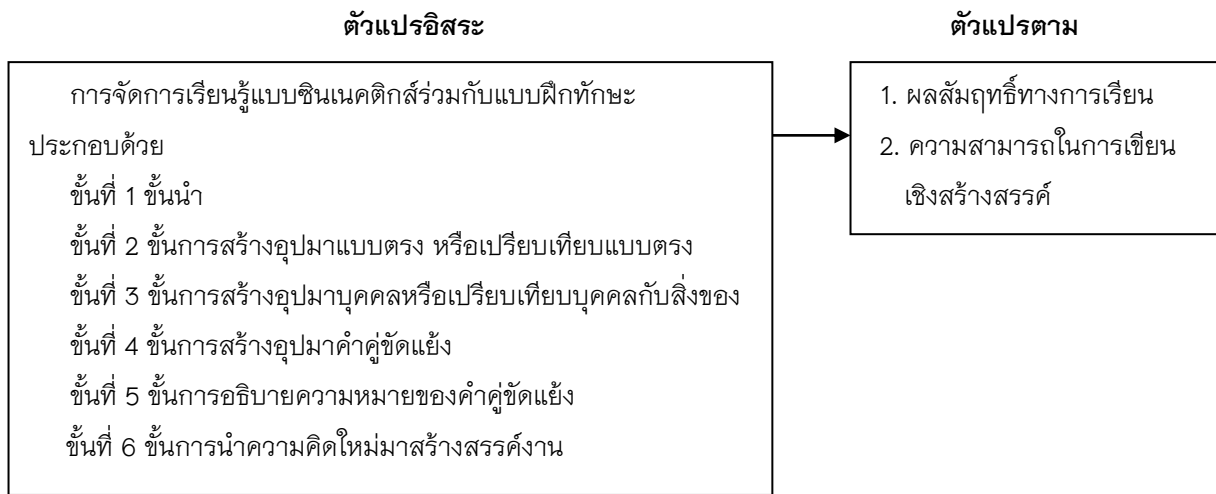 ตัวแปรอิสระ
การจัดการเรียนรู้แบบซินเนคติกส์ร่วมกับแบบฝึกทักษะ
ประกอบด้วย
ขั้นที่ 1 ขั้นนำ
ขั้นที่ 2 ขั้นการสร้างอุปมาแบบตรง หรือเปรียบเทียบแบบตรง
ขั้นที่ 3 ขั้นการสร้างอุปมาบุคคลหรือเปรียบเทียบบุคคลกับสิ่งของ
ขั้นที่ 4 ขั้นการสร้างอุปมาคำคู่ขัดแย้ง
ขั้นที่ 5 ขั้นการอธิบายความหมายของคำคู่ขัดแย้ง
ขั้นที่ 6 ขั้นการนำความคิดใหม่มาสร้างสรรค์งาน
ตัวแปรตาม
1. ผลสัมฤทธิ์ทางการเรียน
2. ความสามารถในการเขียน
เชิงสร้างสรรค์